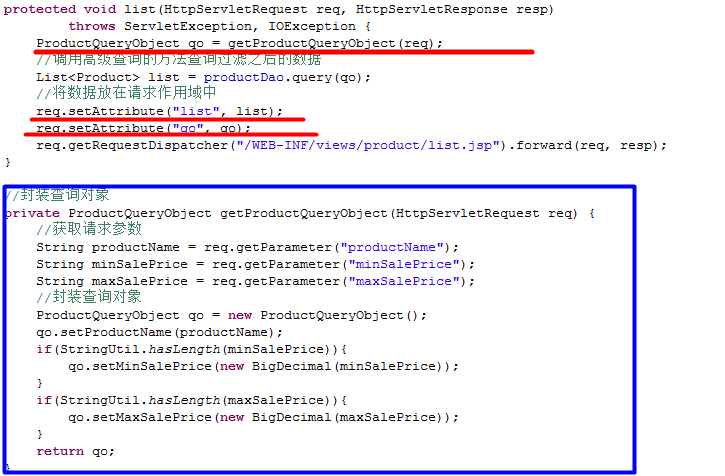 protected void list(HttpServletRequest req, HttpServletResponse resp)
throws ServletException, IOException {
ProductQueryObject qo = getProductQueryObject(req);
//调用高级查询的方法查询过滤之后的数据
List<Product> list = productDao.query(qo);
//将数据放在请求作用域中
req.setAttribute("list", list);
req.setAttribute("qo", qo);
req.getRequestDispatcher("/WEB-INF/views/product/list.jsp").forward(req, resp);
}
//封装查询对象
private ProductQueryObject getProductQueryObject(HttpServletRequest req) {
//获取请求参数
String productName = req.getParameter("productName");
String minSalePrice = req.getParameter("minSalePrice");
String maxSalePrice = req.getParameter("maxSalePrice");
//封装查询对象
ProductQueryObject qo = new ProductQueryObject();
qo.setProductName(productName);
if(StringUtil.hasLength(minSalePrice)){
qo.setMinSalePrice(new BigDecimal(minSalePrice));
}
if(StringUtil.hasLength(maxSalePrice)){
qo.setMaxSalePrice(new BigDecimal(maxSalePrice));
}
return qo;
}